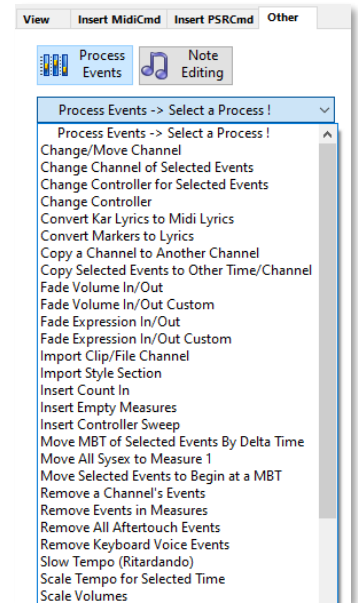 View Insert MidiCmd Insert PSRCmd Other
Process Events
Note Editing
Process Events -> Select a Process !
Process Events -> Select a Process !
Change/Move Channel
Change Channel of Selected Events
Change Controller for Selected Events
Change Controller
Convert Kar Lyrics to Midi Lyrics
Convert Markers to Lyrics
Copy a Channel to Another Channel
Copy Selected Events to Other Time/Channel
Fade Volume In/Out
Fade Volume In/Out Custom
Fade Expression In/Out
Fade Expression In/Out Custom
Import Clip/File Channel
Import Style Section
Insert Count In
Insert Empty Measures
Insert Controller Sweep
Move MBT of Selected Events By Delta Time
Move All Sysex to Measure 1
Move Selected Events to Begin at a MBT
Remove a Channel's Events
Remove Events in Measures
Remove All Aftertouch Events
Remove Keyboard Voice Events
Slow Tempo (Ritardando)
Scale Tempo for Selected Time
Scale Volumes